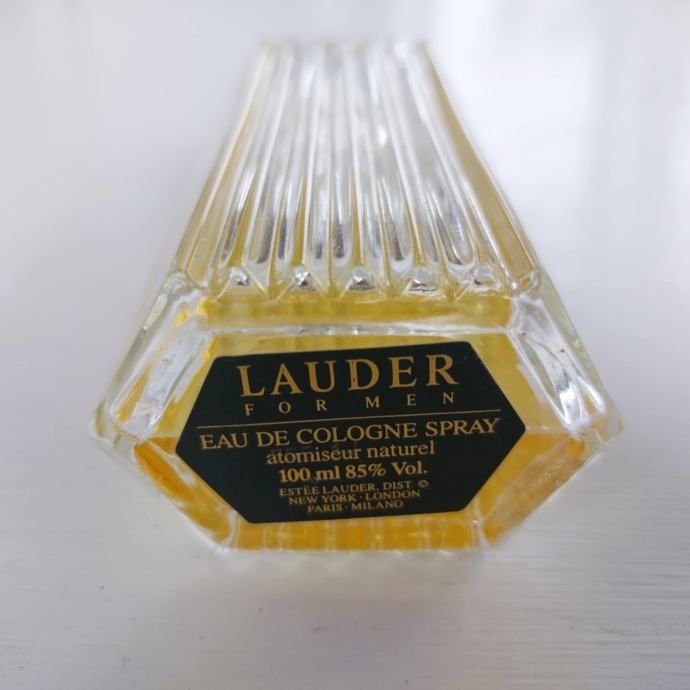 LAUDER
FOR MEN
EAU DE COLOGNE SPRAY
atomiseur naturel
100 ml 85% Vol.
ESTÉE LAUDER, DIST. ©
NEW YORK · LONDON
PARIS · MILANO